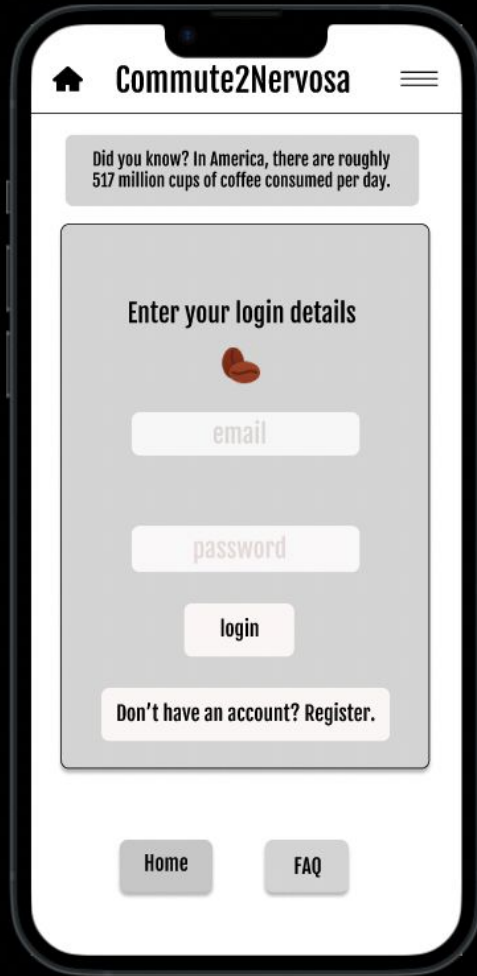 Commute2Nervosa
Did you know? In America, there are roughly
517 million cups of coffee consumed per day.
Enter your login details
email
password
login
Don't have an account? Register.
Home
FAQ